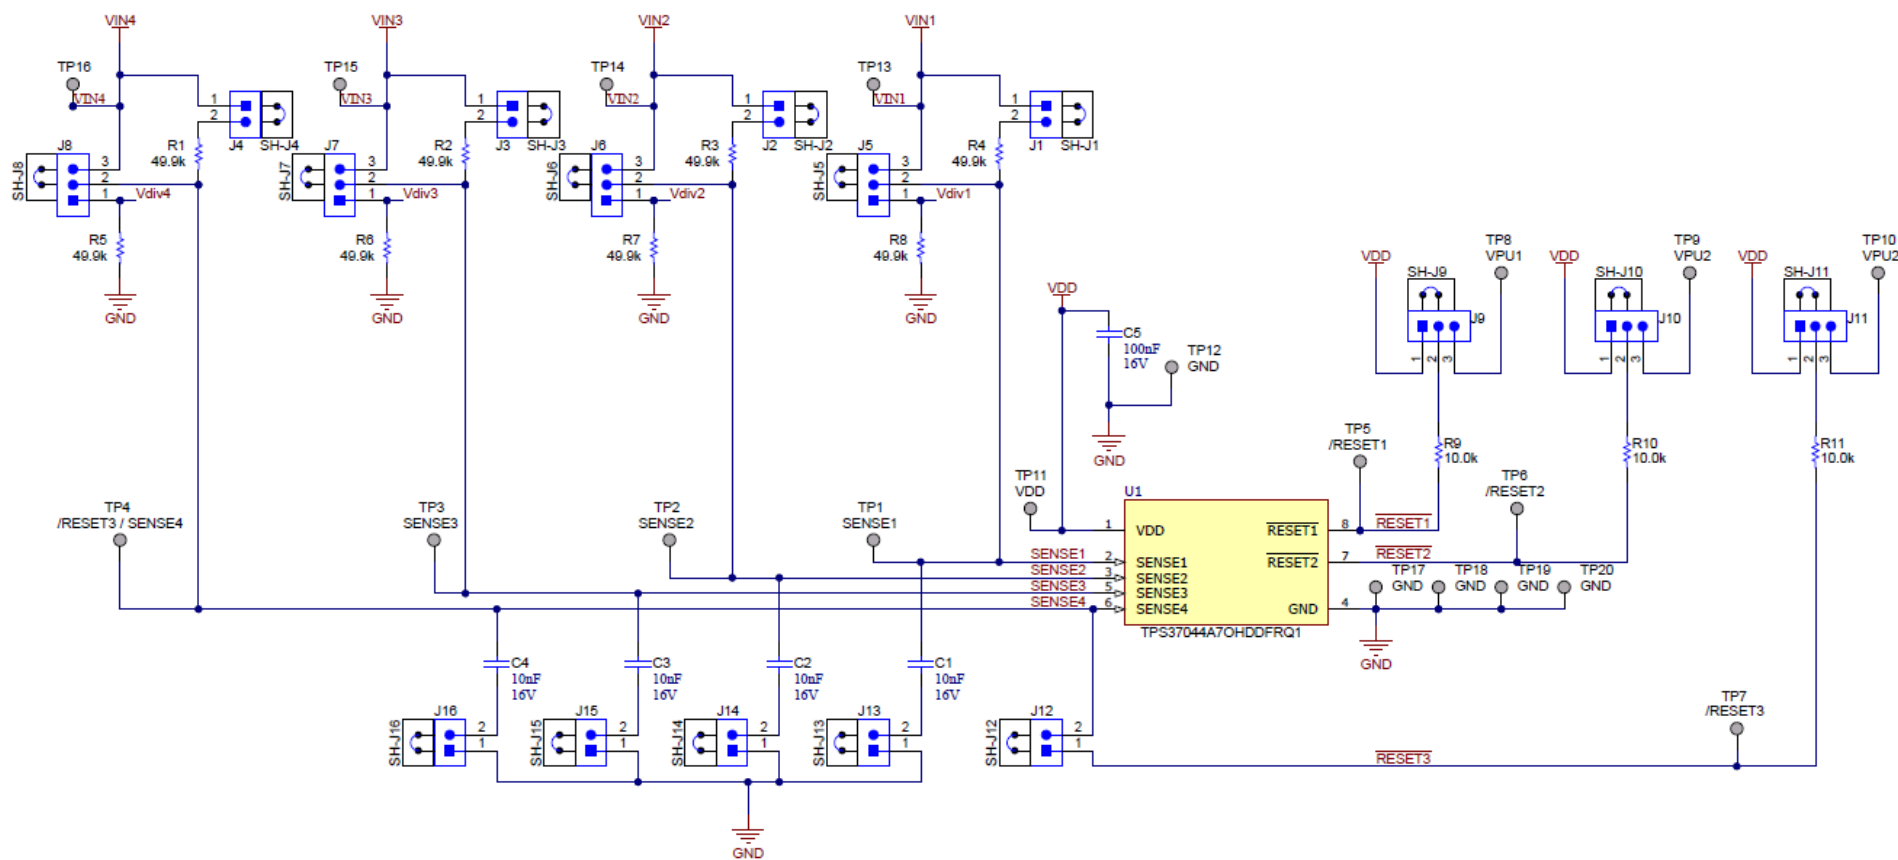 VIN4
VIN3
VIN2
VIN1
TP16
TP15
TP14
TP13
VIN4
VIN3
VIN2
VIN1
1
2
1
2
1
2
1
2
J8
R1
49.9k
J4
SH-J4
J7
R2
49.9k
J3
SH-J3
J6
R3
49.9k
J2
SH-J2
J5
R4
49.9k
J1
SH-J1
SH-J8
3
2
1
Vdiv4
SH-J7
3
2
1
Vdiv3
SH-J6
3
2
1
Vdiv2
SH-J5
3
2
1
Vdiv1
R5
49.9k
R6
49.9k
R7
49.9k
R8
49.9k
GND
GND
GND
GND
VDD
TP8
VPU1
VDD
TP9
VPU2
VDD
TP10
VPU2
SH-J9
SH-J10
SH-J11
J9
J10
J11
1
2
3
1
2
3
1
2
3
VDD
C5
100nF
16V
TP12
GND
GND
TP5
/RESET1
R9
10.0k
R10
10.0k
R11
10.0k
TP4
/RESET3 / SENSE4
TP3
SENSE3
TP2
SENSE2
TP1
SENSE1
TP11
VDD
U1
TP6
/RESET2
1
VDD
RESET1
8
RESET1
SENSE1
2
SENSE1
RESET2
7
RESET2
SENSE2
3
SENSE2
SENSE3
5
SENSE3
SENSE4
6
SENSE4
GND
4
TP17
GND
TP18
GND
TP19
GND
TP20
GND
TPS37044A7OHDDFRQ1
GND
C4
10nF
16V
C3
10nF
16V
C2
10nF
16V
C1
10nF
16V
SH-J16
J16
2
1
SH-J15
J15
2
1
SH-J14
J14
2
1
SH-J13
J13
2
1
SH-J12
J12
2
1
TP7
/RESET3
RESET3
GND